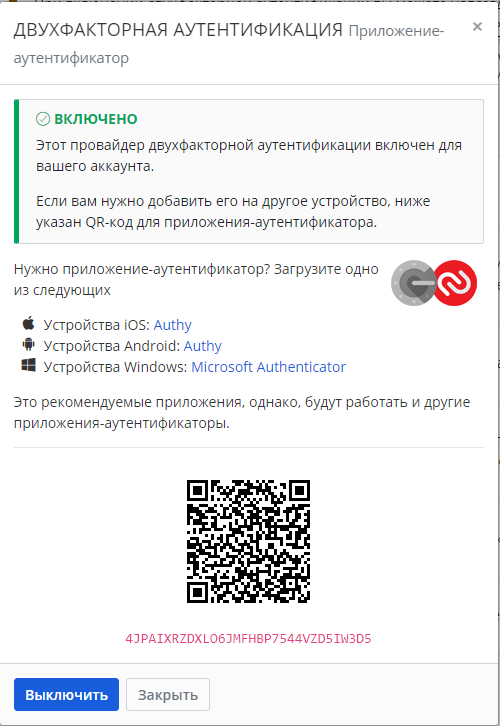 ДВУХФАКТОРНАЯ АУТЕНТИФИКАЦИЯ Приложение-
аутентификатор
×
ВКЛЮЧЕНО
Этот провайдер двухфакторной аутентификации включен для
вашего аккаунта.
Если вам нужно добавить его на другое устройство, ниже
указан QR-код для приложения-аутентификатора.
Нужно приложение-аутентификатор? Загрузите одно
из следующих
Устройства iOS: Authy
Устройства Android: Authy
Устройства Windows: Microsoft Authenticator
Это рекомендуемые приложения, однако, будут работать и другие
приложения-аутентификаторы.
4JPAIXRZDXLO6JMFHBP7544VZD5IW3D5
Выключить
Закрыть